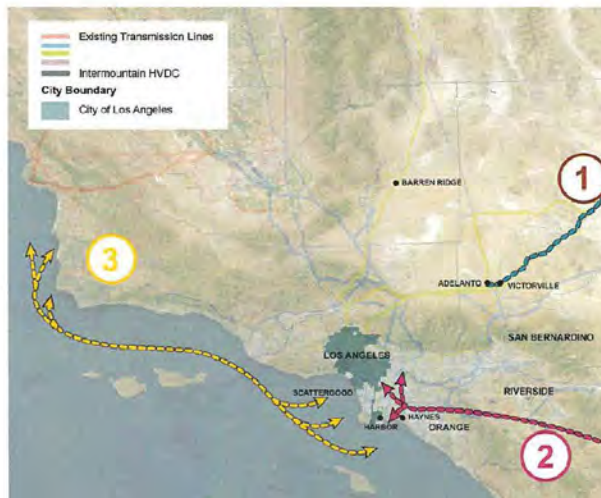 Existing Transmission Lines
Intermountain HVDC
City Boundary
City of Los Angeles
1
BARREN RIDGE
3
ADELANTO
VICTORVILLE
SAN BERNARDINO
LOS ANGELES
SCATTERGOOD
RIVERSIDE
HARBOR
HAYNES
ORANGE
2